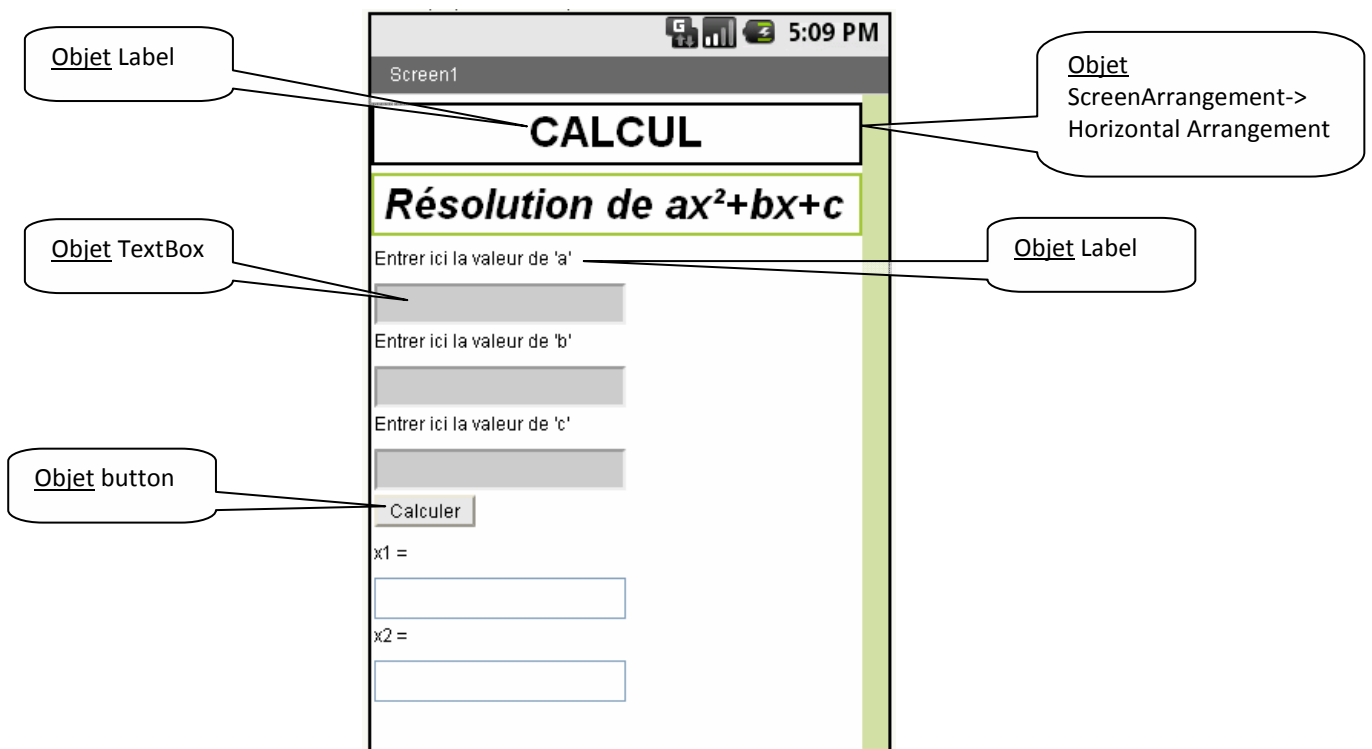 5:09 PM
Screen1
Objet Label
Objet
ScreenArrangement->
Horizontal Arrangement
CALCUL
Résolution de ax²+bx+c
Objet TextBox
Entrer ici la valeur de 'a'
Objet Label
Entrer ici la valeur de 'b'
Entrer ici la valeur de 'c'
Objet button
Calculer
x1 =
x2 =